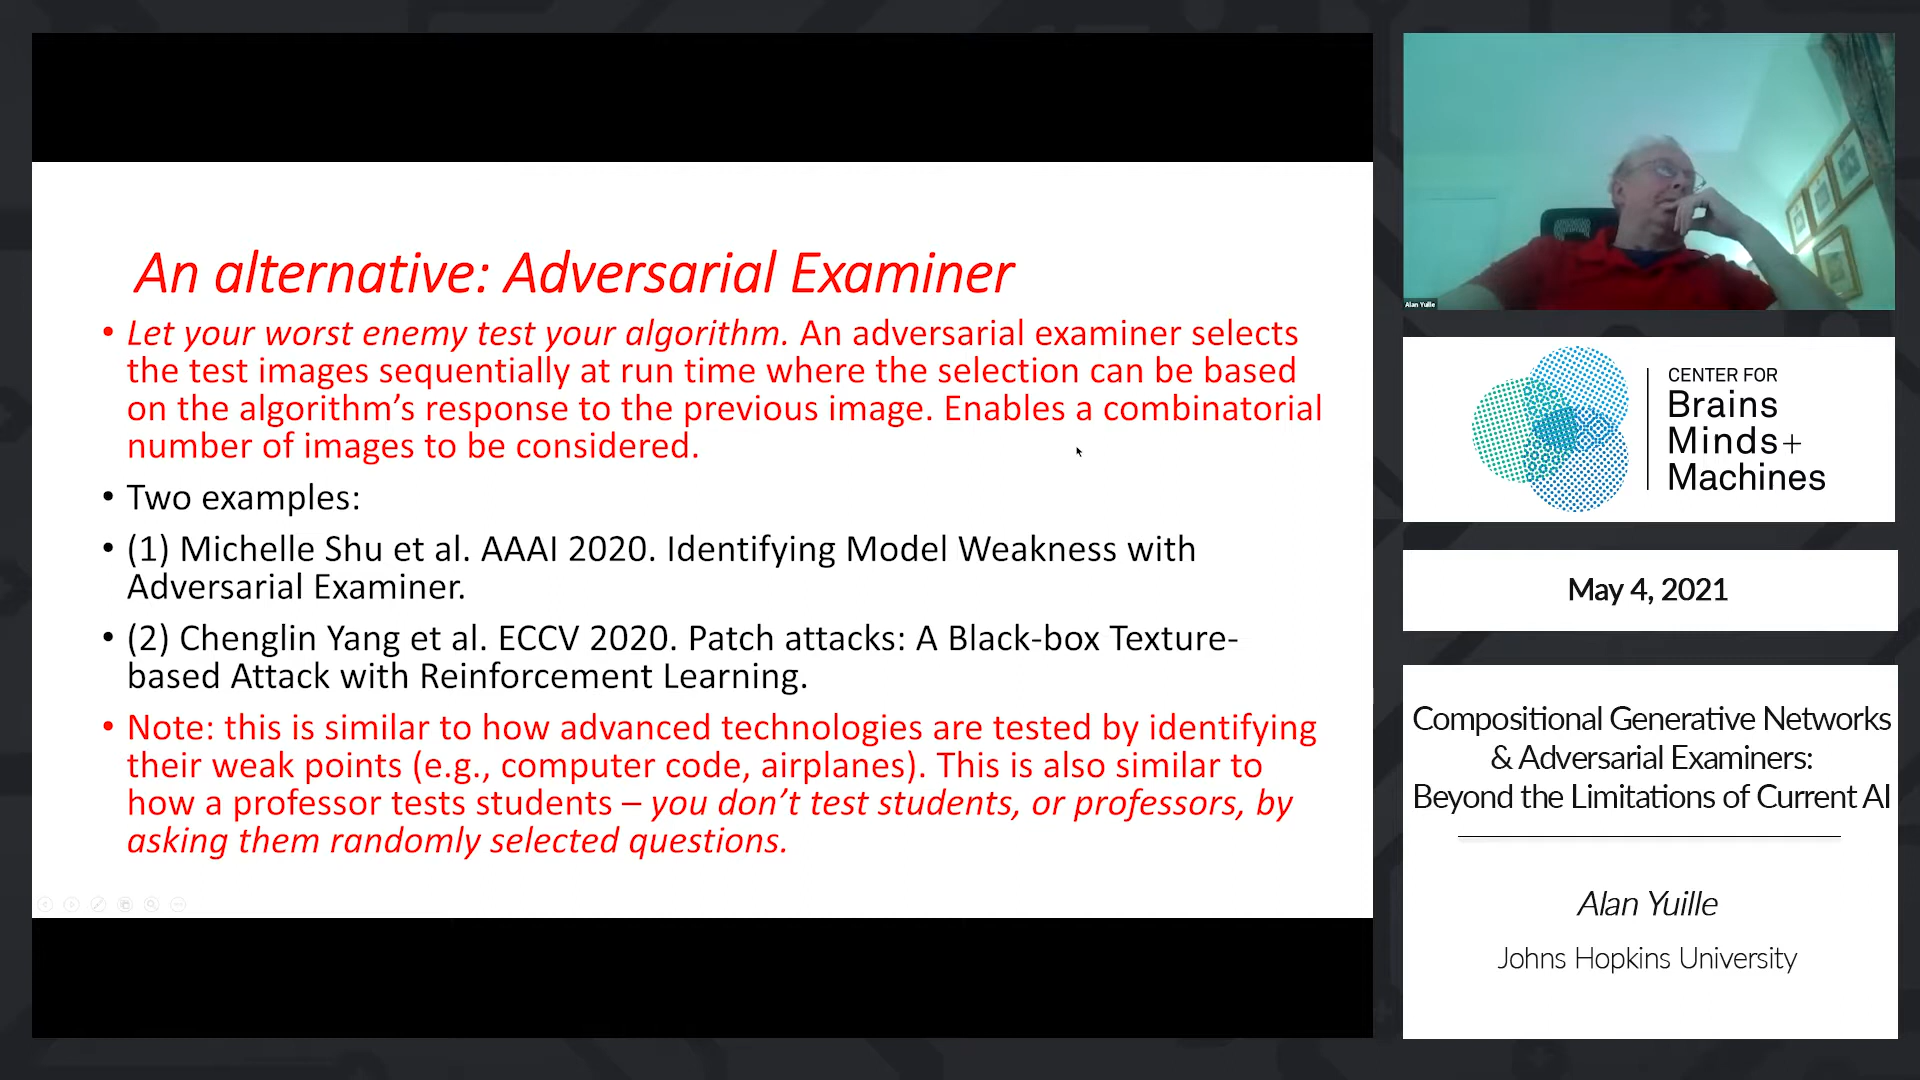 An alternative: Adversarial Examiner
• Let your worst enemy test your algorithm. An adversarial examiner selects
the test images sequentially at run time where the selection can be based
on the algorithm’s response to the previous image. Enables a combinatorial
number of images to be considered.
• Two examples:
• (1) Michelle Shu et al. AAAI 2020. Identifying Model Weakness with
Adversarial Examiner.
• (2) Chenglin Yang et al. ECCV 2020. Patch attacks: A Black-box Texture-
based Attack with Reinforcement Learning.
• Note: this is similar to how advanced technologies are tested by identifying
their weak points (e.g., computer code, airplanes). This is also similar to
how a professor tests students – you don’t test students, or professors, by
asking them randomly selected questions.
Alan Yuille
CENTER FOR
Brains
Minds+
Machines
May 4, 2021
Compositional Generative Networks
& Adversarial Examiners:
Beyond the Limitations of Current AI
Alan Yuille
Johns Hopkins University